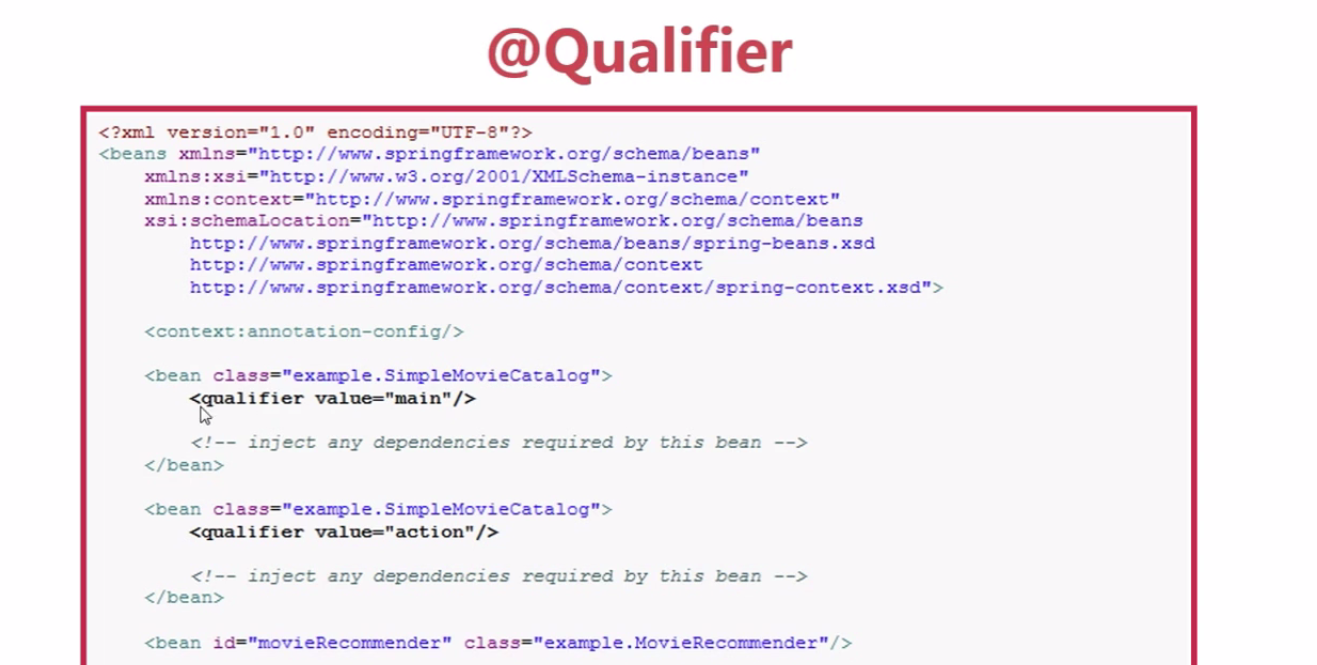 @Qualifier
<?xml version="1.0" encoding="UTF-8"?>
<beans xmlns="http://www.springframework.org/schema/beans"
xmlns:xsi="http://www.w3.org/2001/XMLSchema-instance"
xmlns:context="http://www.springframework.org/schema/context"
xsi:schemaLocation="http://www.springframework.org/schema/beans
http://www.springframework.org/schema/beans/spring-beans.xsd
http://www.springframework.org/schema/context
http://www.springframework.org/schema/context/spring-context.xsd">
<context:annotation-config/>
<bean class="example.SimpleMovieCatalog">
<qualifier value="main"/>
<!-- inject any dependencies required by this bean -->
</bean>
<bean class="example.SimpleMovieCatalog">
<qualifier value="action"/>
<!-- inject any dependencies required by this bean -->
</bean>
<bean id="movieRecommender" class="example.MovieRecommender"/>